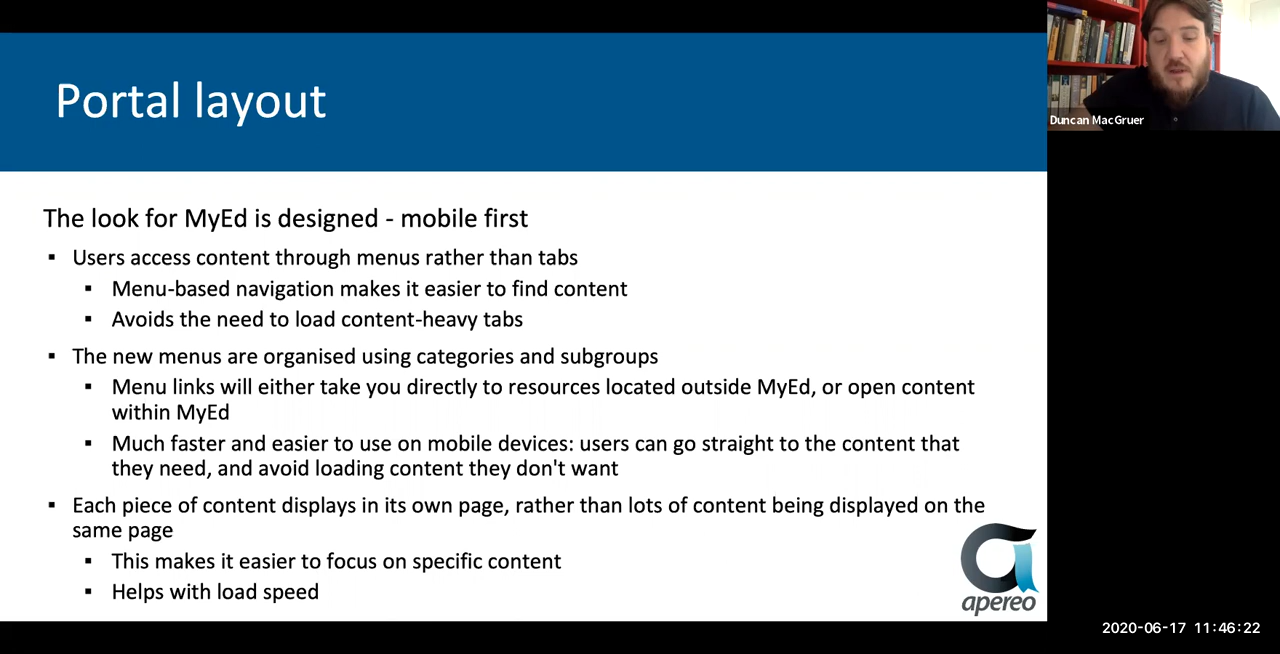 Portal layout
Duncan MacGruer
The look for MyEd is designed - mobile first
▪ Users access content through menus rather than tabs
▪ Menu-based navigation makes it easier to find content
▪ Avoids the need to load content-heavy tabs
▪ The new menus are organised using categories and subgroups
▪ Menu links will either take you directly to resources located outside MyEd, or open content
within MyEd
▪ Much faster and easier to use on mobile devices: users can go straight to the content that
they need, and avoid loading content they don't want
▪ Each piece of content displays in its own page, rather than lots of content being displayed on the
same page
▪ This makes it easier to focus on specific content
▪ Helps with load speed
apereo
2020-06-17 11:46:22